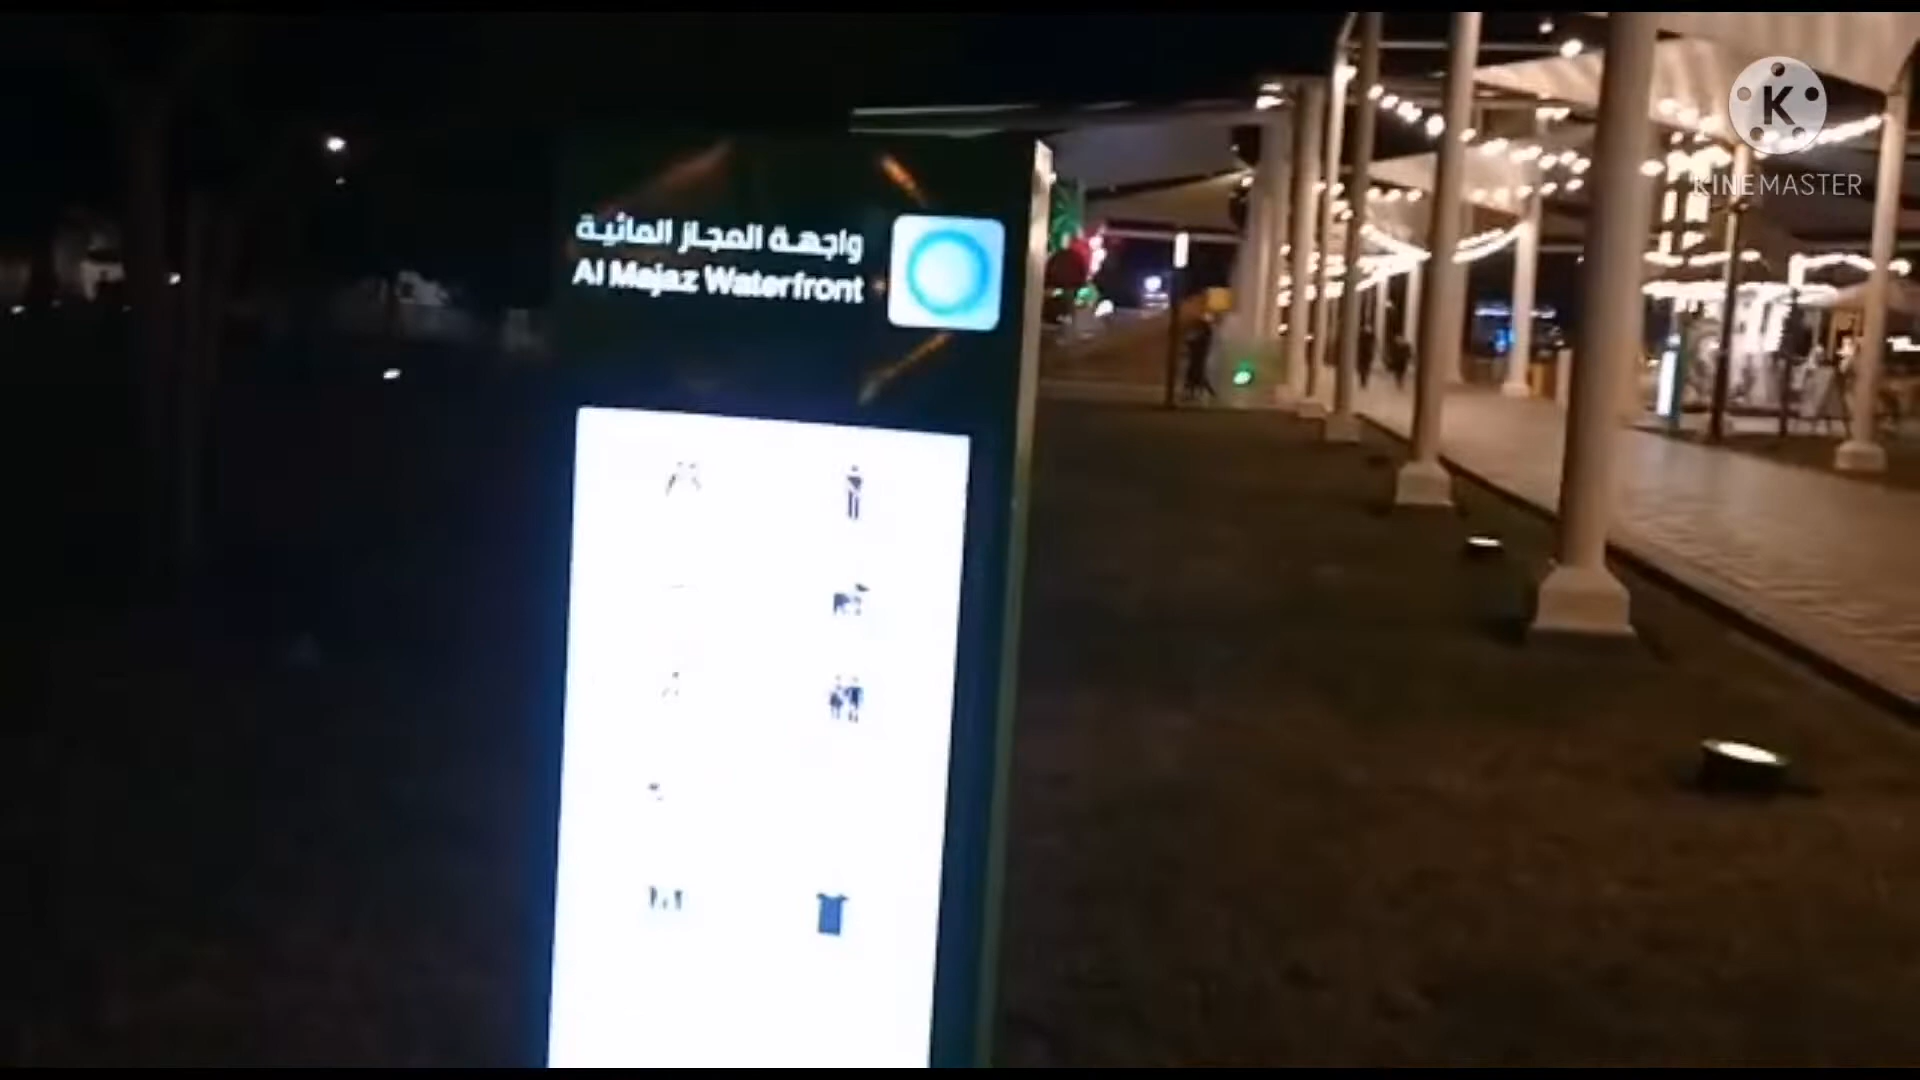 واجهة المجاز المائية
Al Majaz Waterfront
K
KINEMASTER